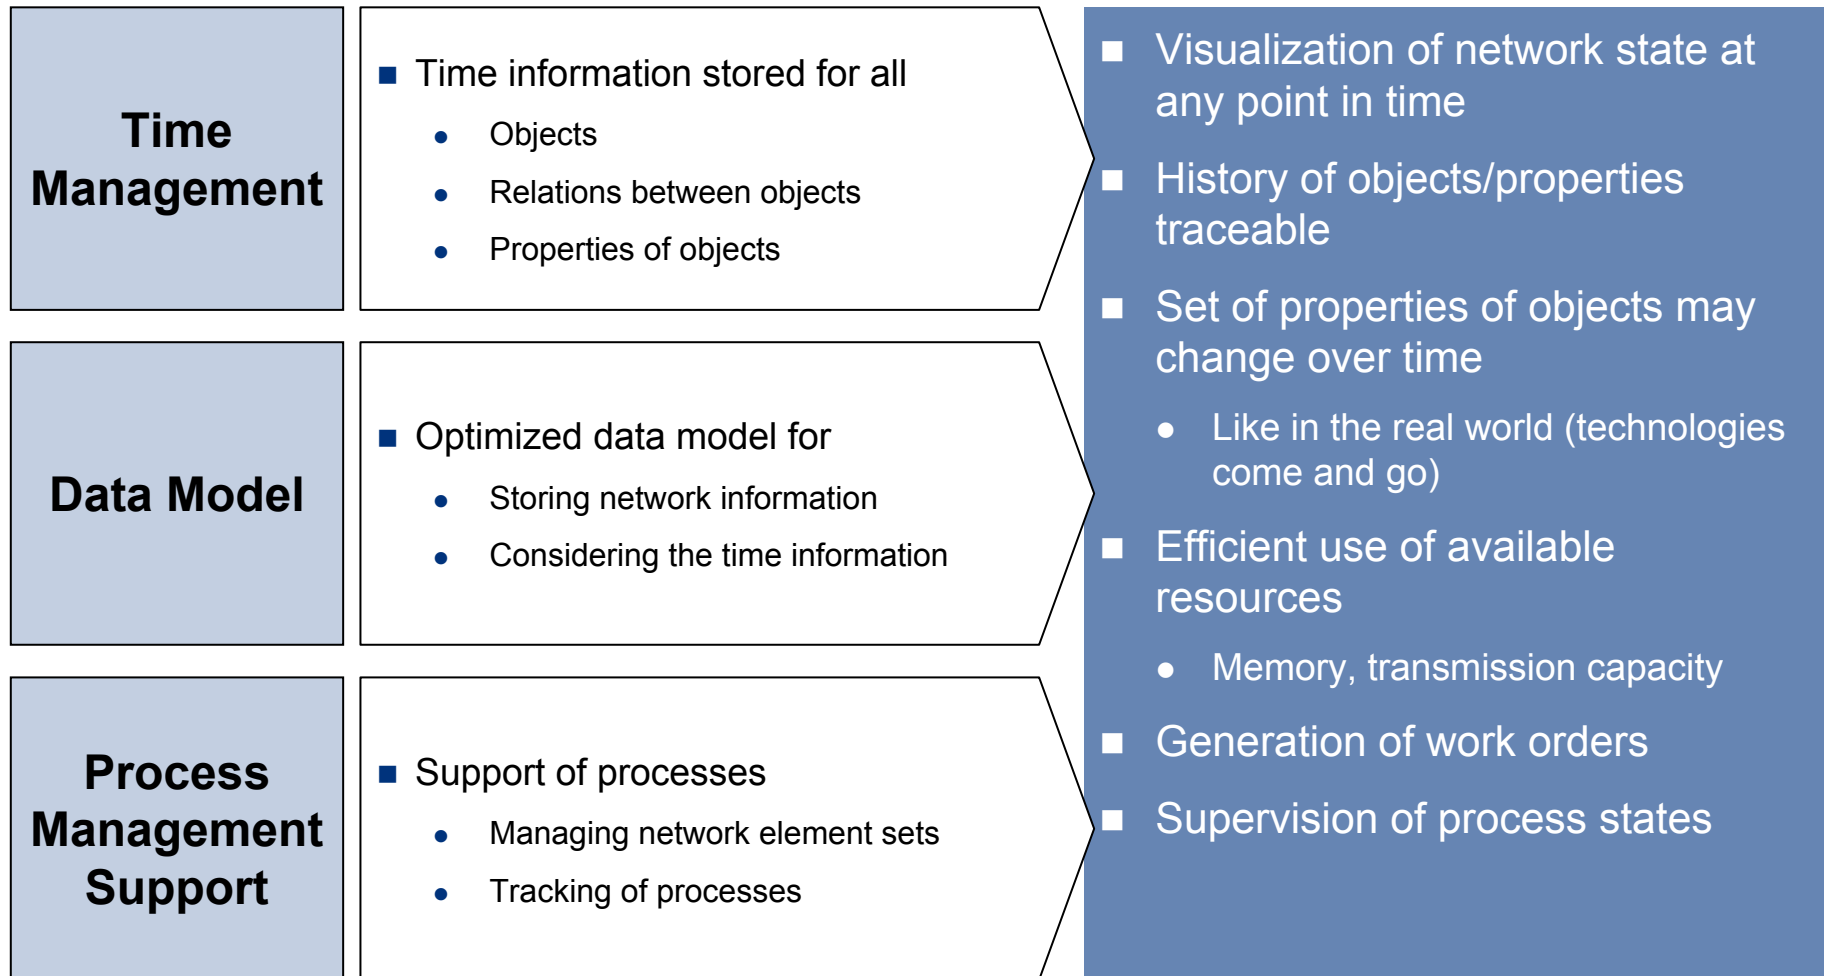 Time
Management
Time information stored for all
Objects
Relations between objects
Properties of objects
Data Model
Optimized data model for
Storing network information
Considering the time information
Process
Management
Support
Support of processes
Managing network element sets
Tracking of processes
Visualization of network state at
any point in time
History of objects/properties
traceable
Set of properties of objects may
change over time
Like in the real world (technologies
come and go)
Efficient use of available
resources
Memory, transmission capacity
Generation of work orders
Supervision of process states